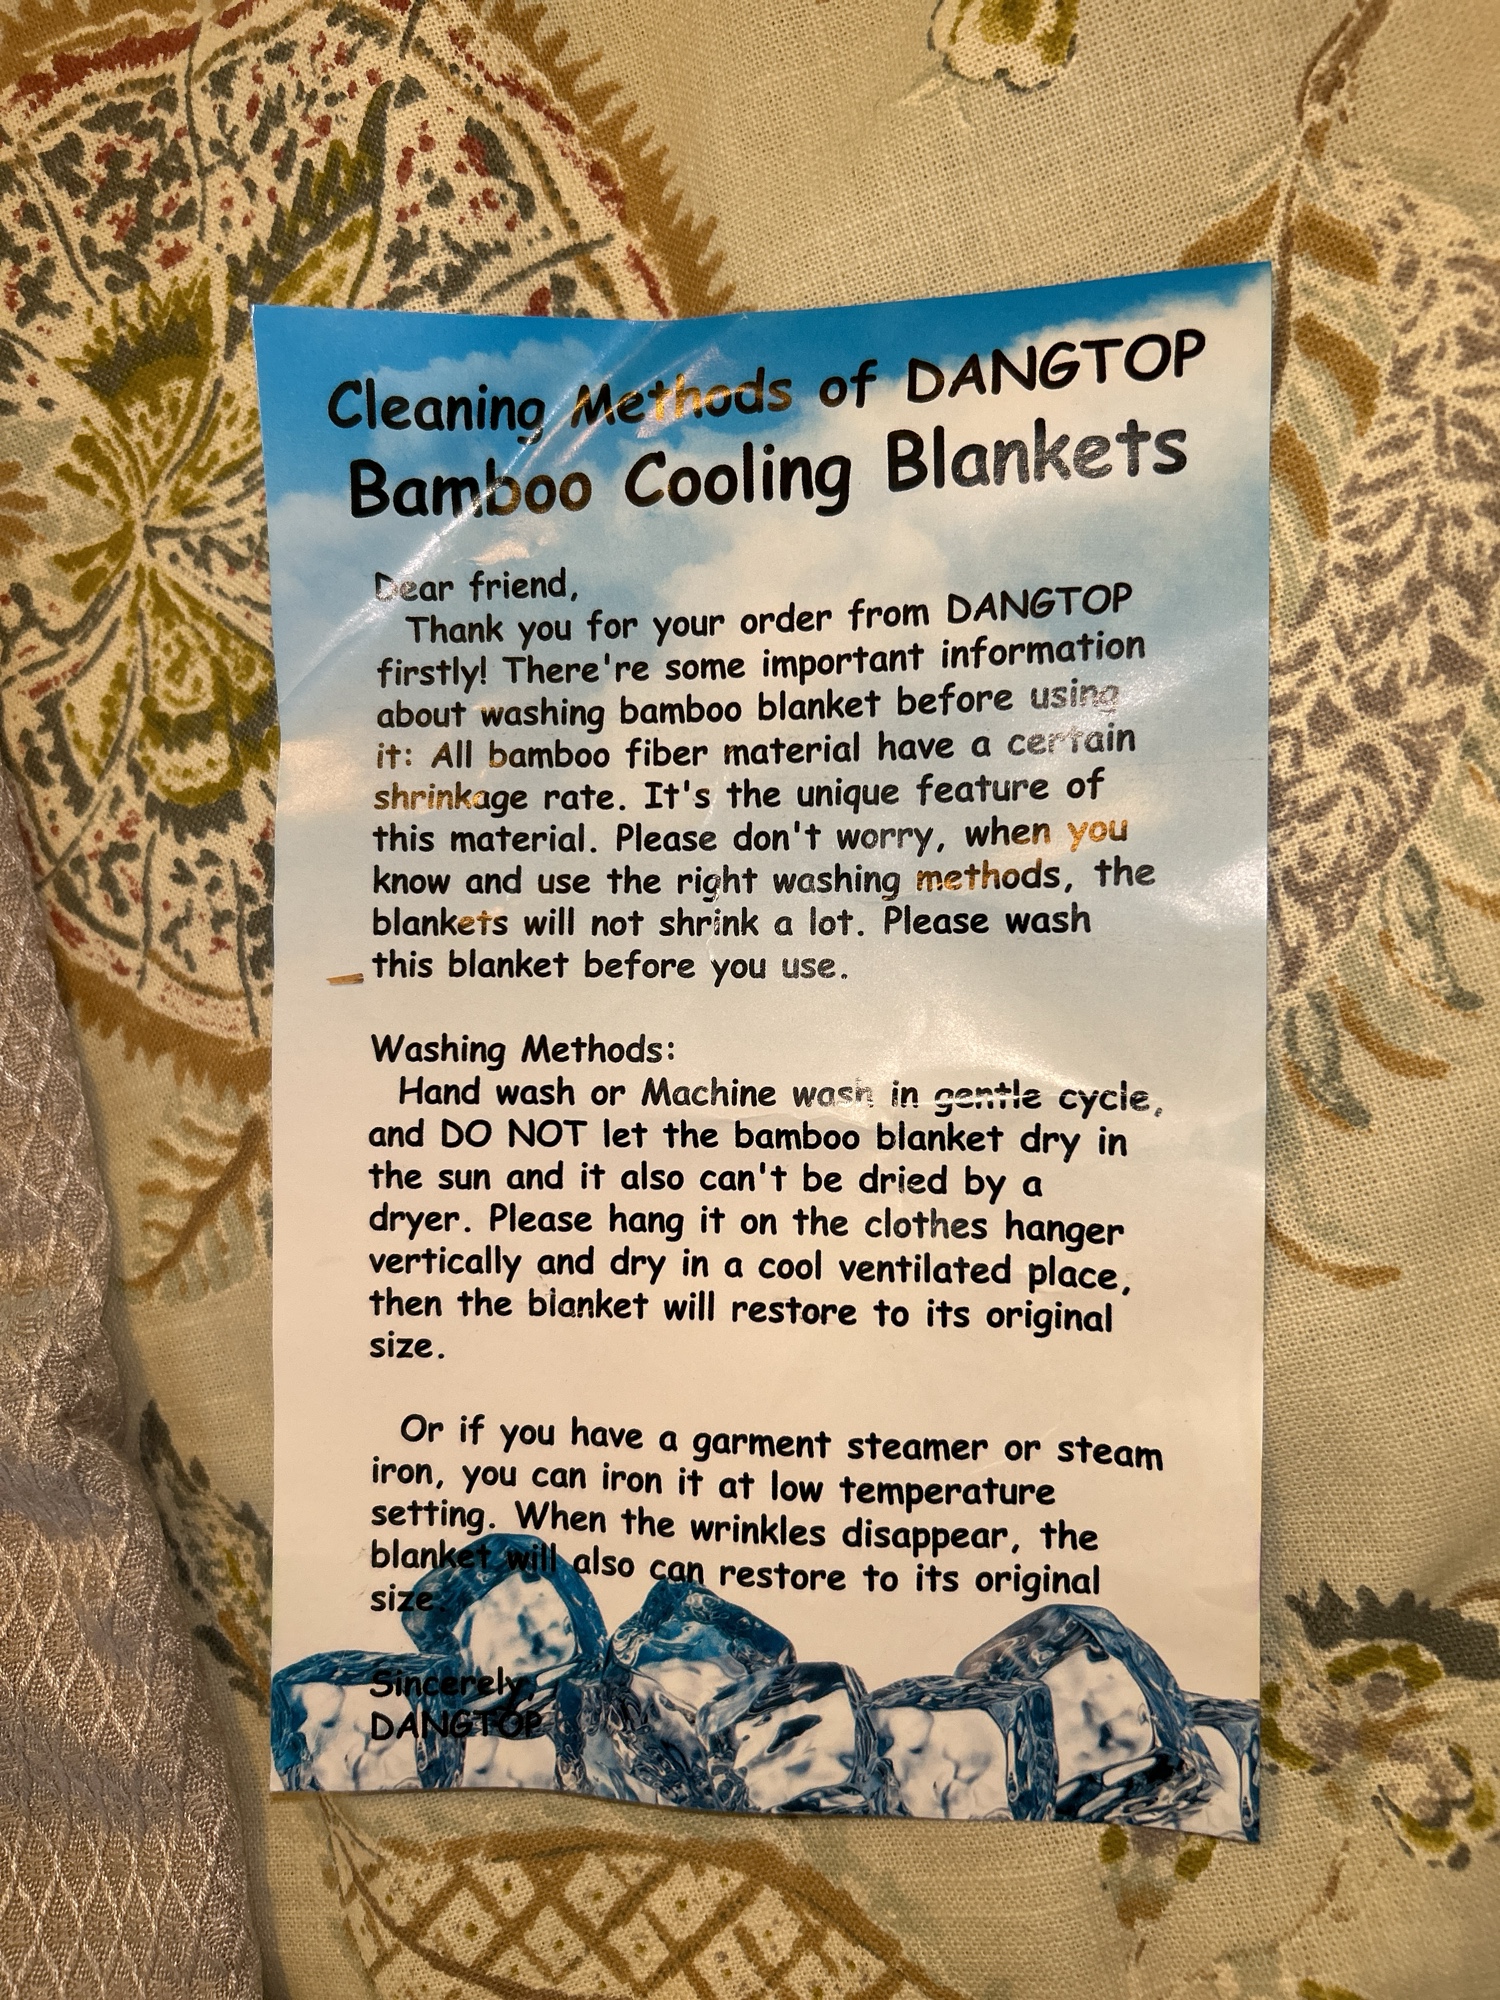 Cleaning Methods of DANGTOP
Bamboo Cooling Blankets
Dear friend,
Thank you for your order from DANGTOP
firstly! There're some important information
about washing bamboo blanket before using
it: All bamboo fiber material have a certain
shrinkage rate. It's the unique feature of
this material. Please don't worry, when you
know and use the right washing methods, the
blankets will not shrink a lot. Please wash
this blanket before you use.
Washing Methods:
Hand wash or Machine wash in gentle cycle,
and DO NOT let the bamboo blanket dry in
the sun and it also can't be dried by a
dryer. Please hang it on the clothes hanger
vertically and dry in a cool ventilated place,
then the blanket will restore to its original
size.
Or if you have a garment steamer or steam
iron, you can iron it at low temperature
setting. When the wrinkles disappear, the
blanket will also can restore to its original
size.
Sincerely,
DANGTOP